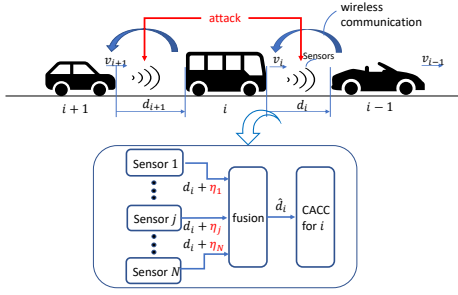 wireless
communication
attack
v_{i+1}
v_i
Sensors
v_{i-1}
d_{i+1}
d_i
i + 1
i
i − 1
Sensor 1
d_i + η_1
Sensor j
d_i + η_j
d_i + η_N
Sensor N
fusion
d̂_i
CACC
for i